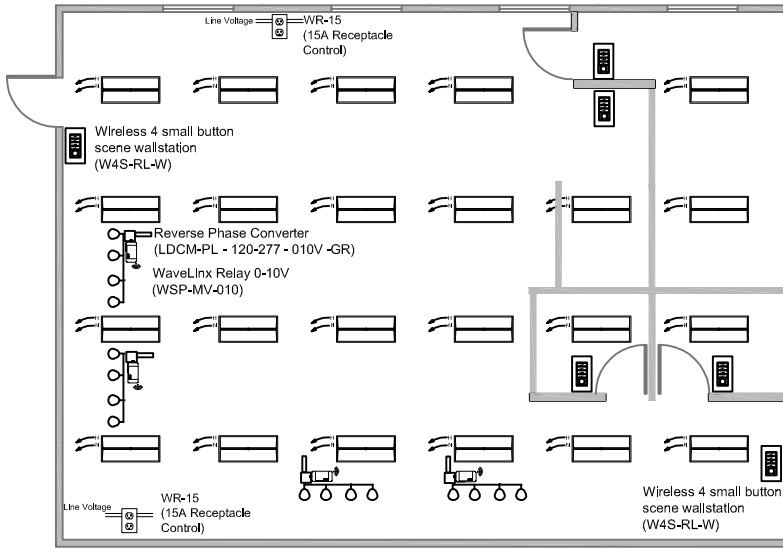 Line Voltage
WR-15
(15A Receptacle
Control)
H
N
H
N
H
N
H
N
H
N
Wireless 4 small button
scene wallstation
(W4S-RL-W)
H
N
H
N
H
N
H
N
H
N
H
N
Reverse Phase Converter
(LDCM-PL - 120-277 - 010V -GR)
WaveLinx Relay 0-10V
(WSP-MV-010)
H
N
H
N
H
N
H
N
H
N
H
N
H
N
H
N
H
N
H
N
H
N
H
N
Line Voltage
WR-15
(15A Receptacle
Control)
Wireless 4 small button
scene wallstation
(W4S-RL-W)